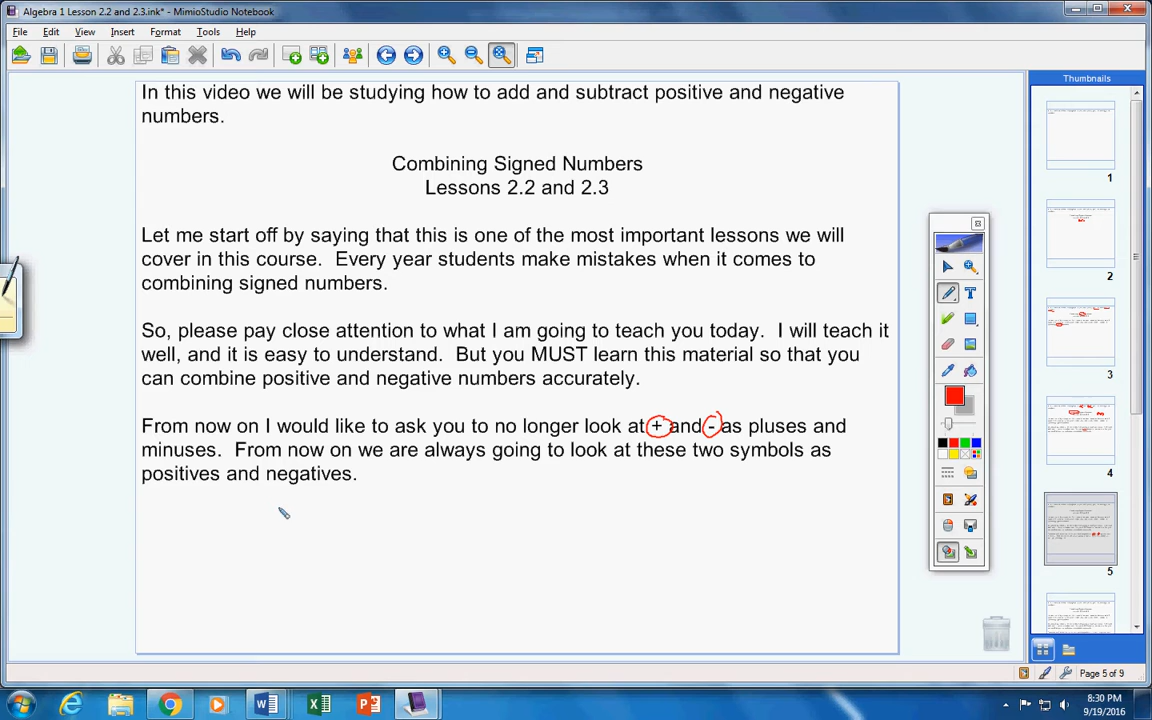 Algebra 1 Lesson 2.2 and 2.3.ink* - MimioStudio Notebook
File Edit View Insert Format Tools Help
In this video we will be studying how to add and subtract positive and negative
numbers.
Combining Signed Numbers
Lessons 2.2 and 2.3
Let me start off by saying that this is one of the most important lessons we will
cover in this course. Every year students make mistakes when it comes to
combining signed numbers.
So, please pay close attention to what I am going to teach you today. I will teach it
well, and it is easy to understand. But you MUST learn this material so that you
can combine positive and negative numbers accurately.
From now on I would like to ask you to no longer look at + and - as pluses and
minuses. From now on we are always going to look at these two symbols as
positives and negatives.
Thumbnails
1
2
3
4
5
Page 5 of 9
8:30 PM
9/19/2016